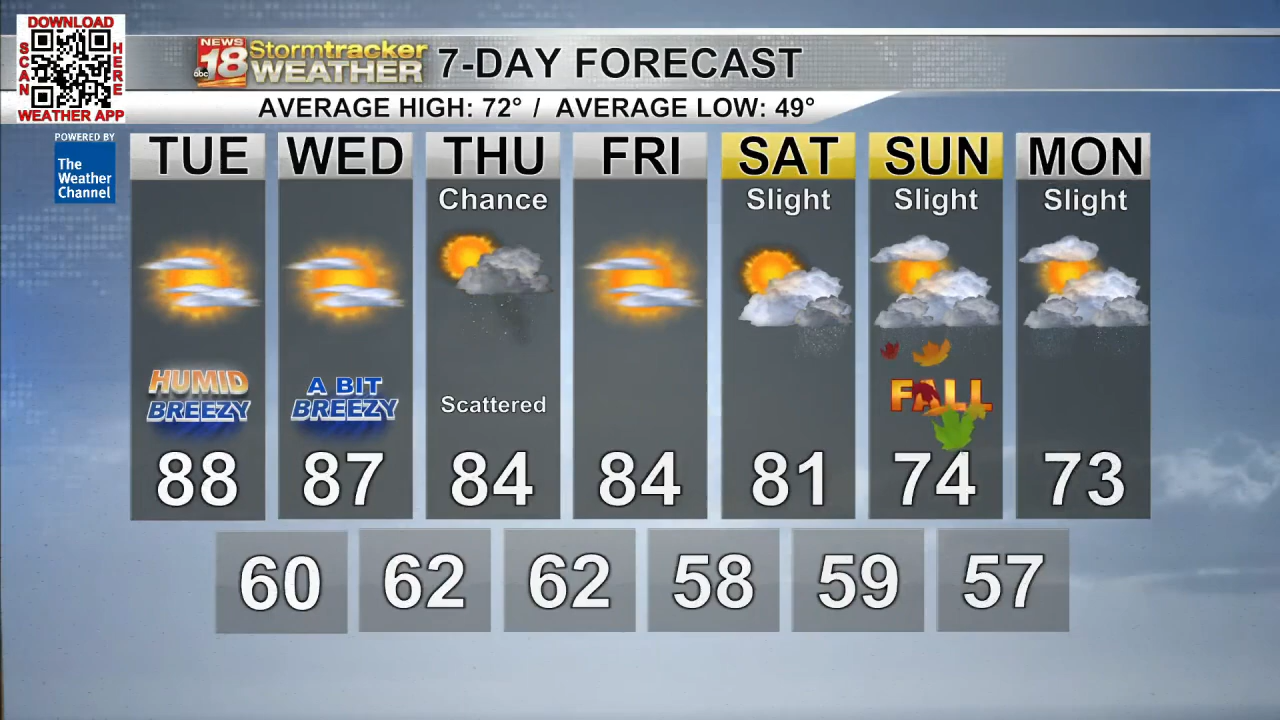 DOWNLOAD
SCAN
HERE
WEATHER APP
NEWS
abc 18
Stormtracker
WEATHER
7-DAY FORECAST
AVERAGE HIGH: 72° / AVERAGE LOW: 49°
POWERED BY
The
Weather
Channel
TUE WED THU FRI SAT SUN MON
Chance Slight Slight Slight
HUMID
BREEZY
A BIT
BREEZY
Scattered
FALL
88 87 84 84 81 74 73
60 62 62 58 59 57